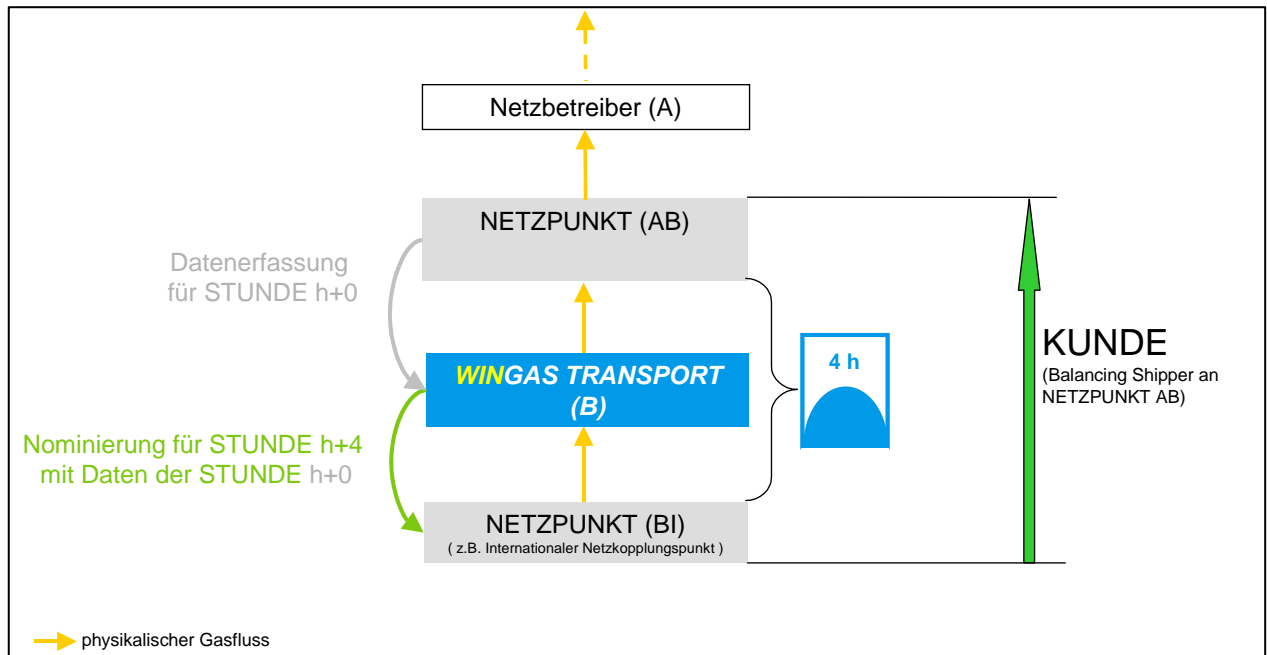 Netzbetreiber (A)
NETZPUNKT (AB)
Datenerfassung
für STUNDE h+0
WINGAS TRANSPORT
(B)
4 h
KUNDE
(Balancing Shipper an
NETZPUNKT AB)
Nominierung für STUNDE h+4
mit Daten der STUNDE h+0
NETZPUNKT (BI)
( z.B. Internationaler Netzkopplungspunkt )
physikalischer Gasfluss